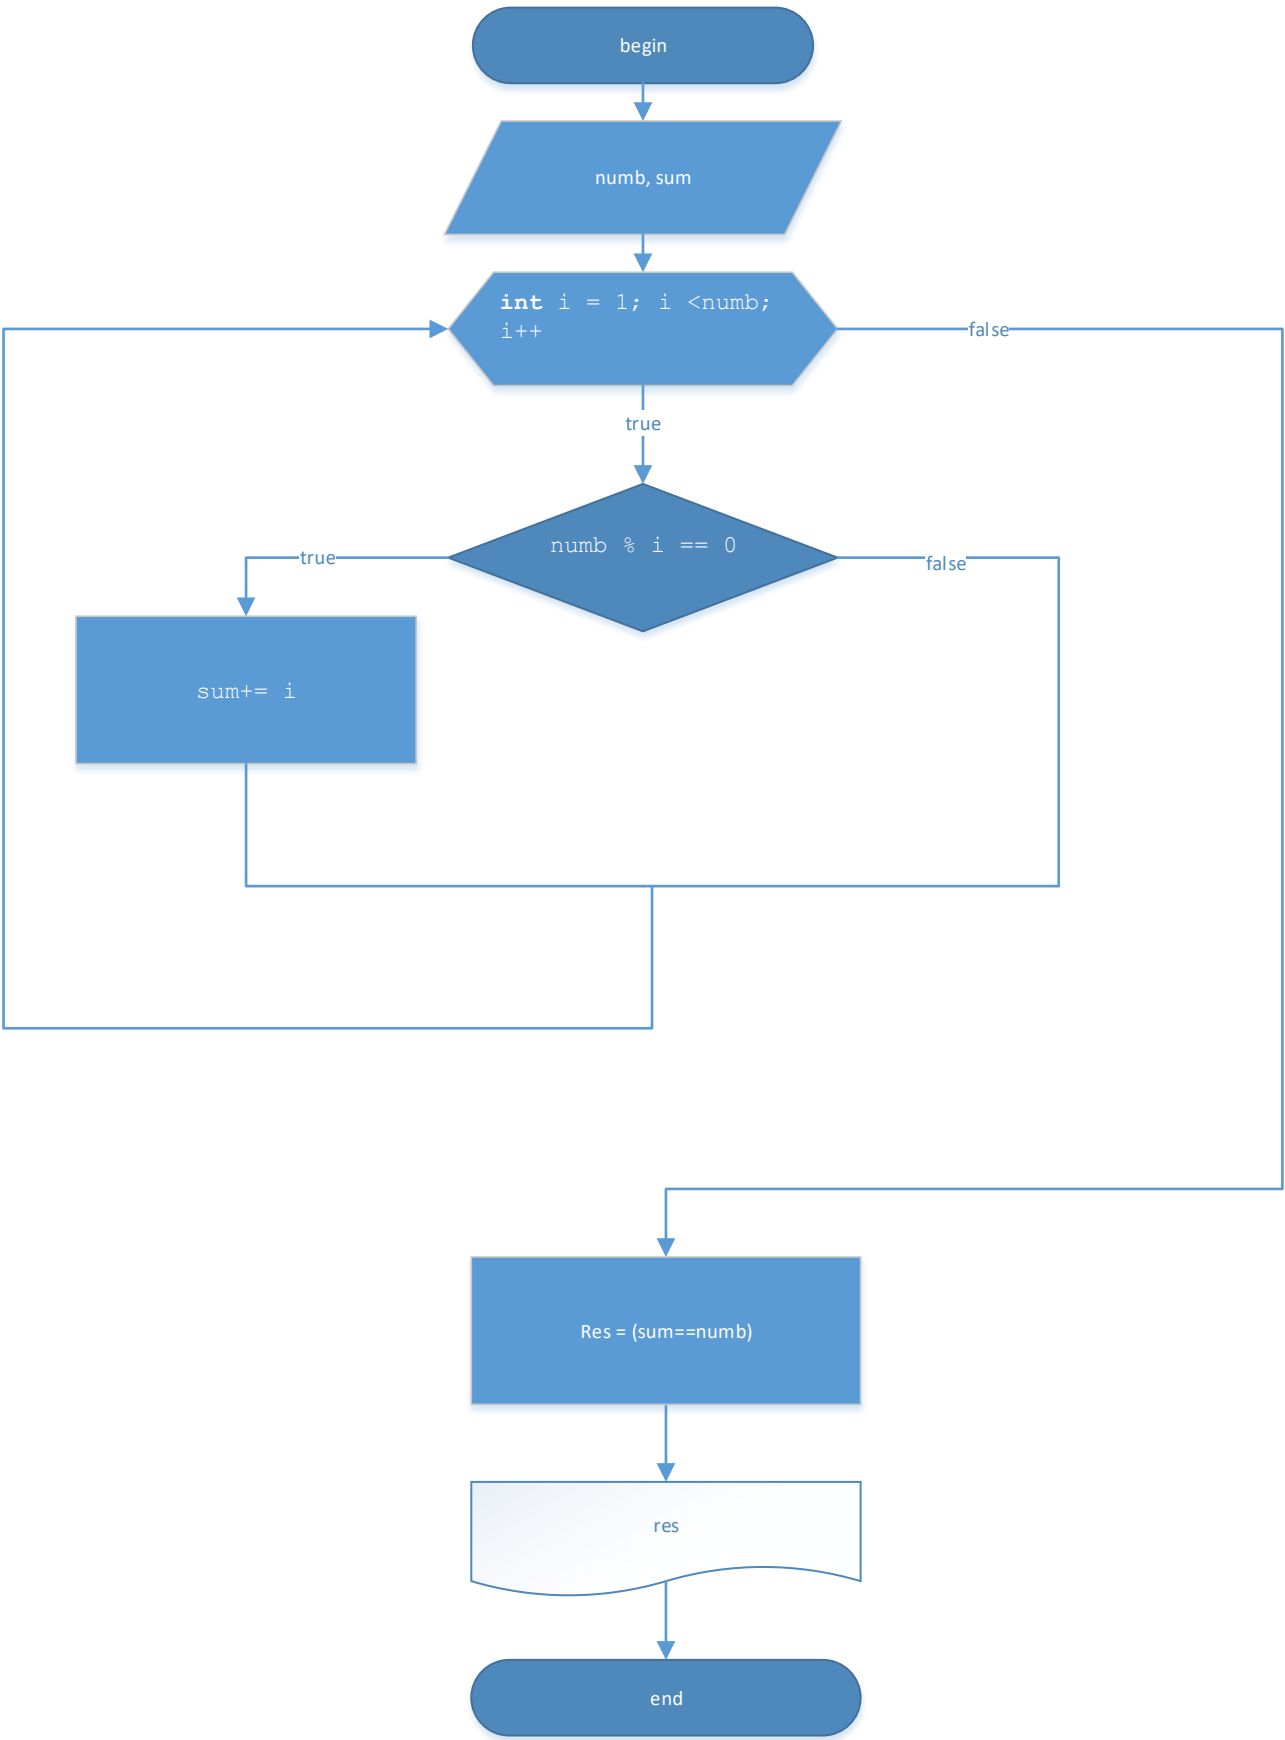 begin
numb, sum
int i = 1; i <numb;
i++
false
true
numb % i == 0
true
false
sum+= i
Res = (sum==numb)
res
end